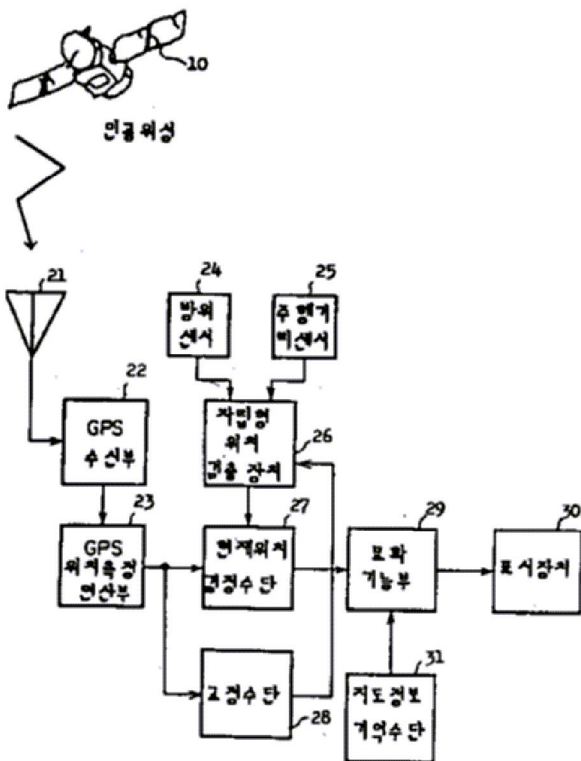 10
인공위성
21
24
방위
센서
25
주행거
리센서
22
GPS
수신부
자립형
위치
검출 장치
26
23
GPS
위치측정
연산부
27
현재위치
결정수단
29
묘화
기능부
30
표시장치
교정수단
28
31
지도정보
기억수단